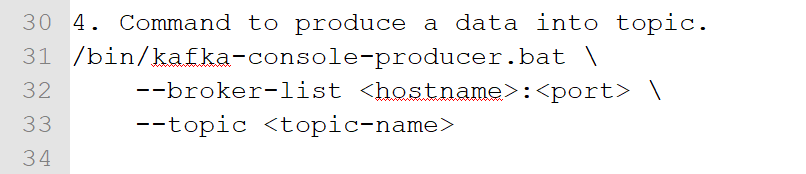 30 4. Command to produce a data into topic.
31 /bin/kafka-console-producer.bat \
32     --broker-list <hostname>:<port> \
33     --topic <topic-name>
34